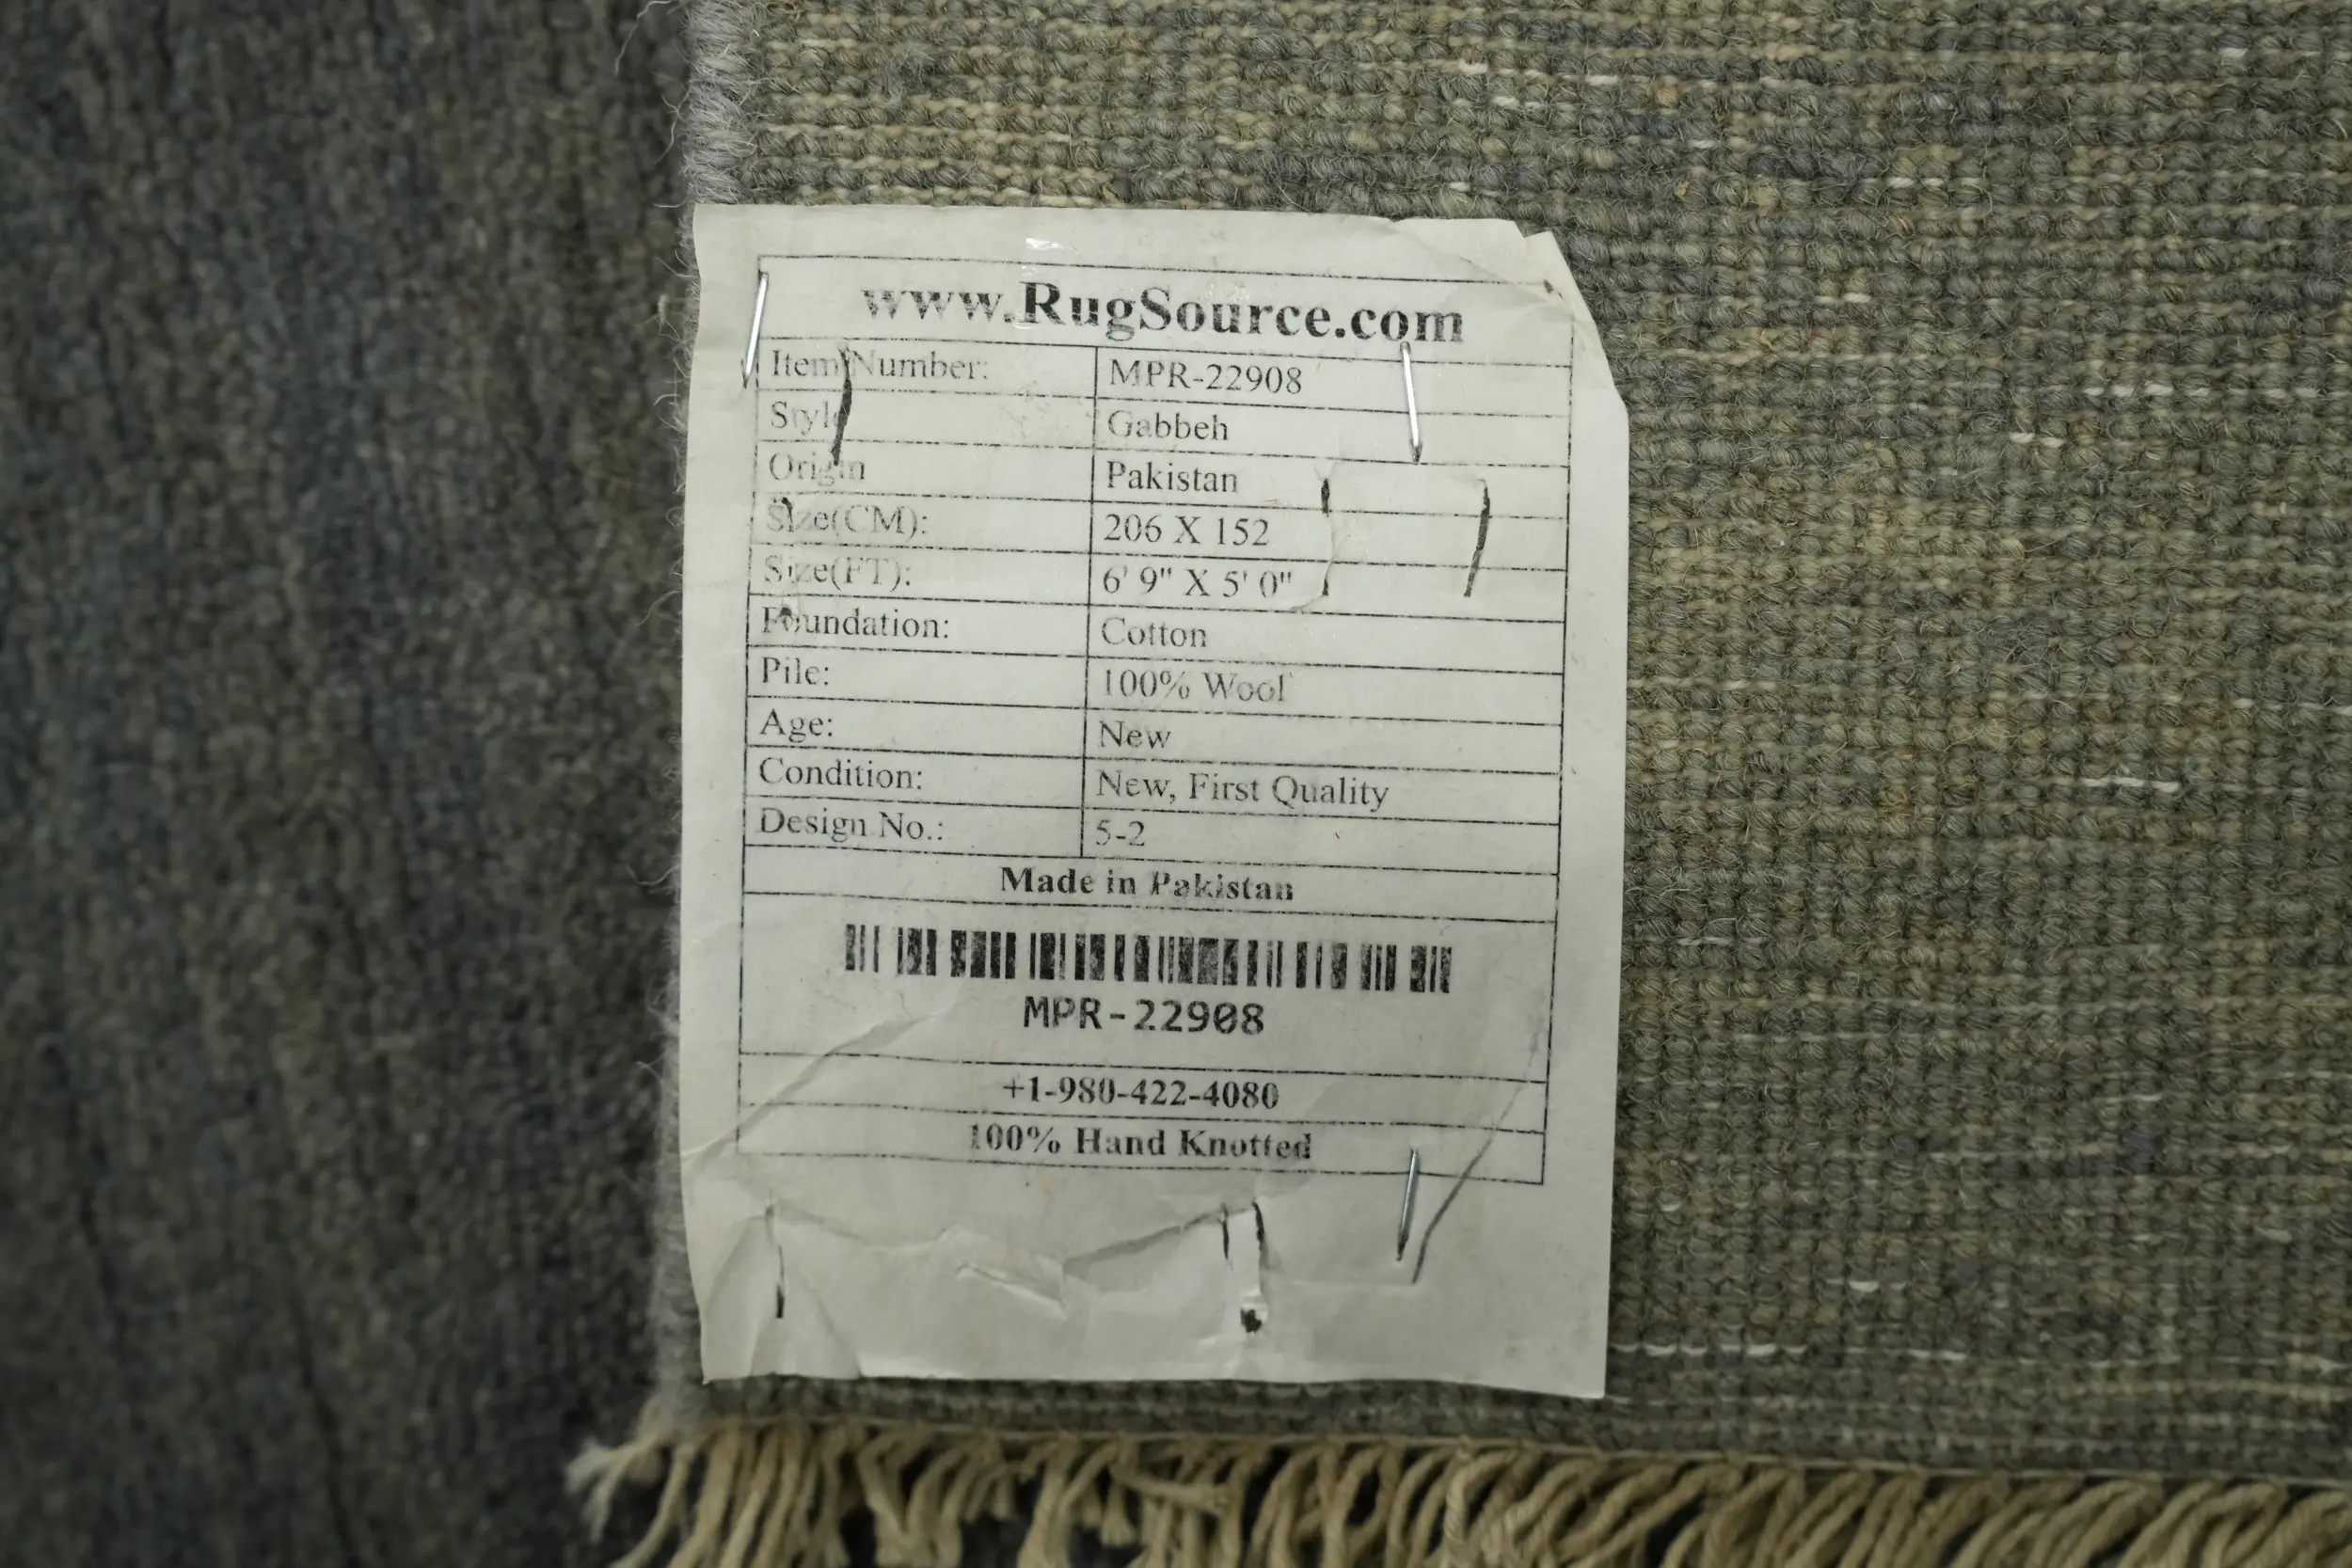 www.RugSource.com
Item Number: MPR-22908
Style Gabbeh
Origin Pakistan
Size(CM): 206 X 152
Size(FT): 6' 9" X 5' 0"
Foundation: Cotton
Pile: 100% Wool
Age: New
Condition: New, First Quality
Design No.: 5-2
Made in Pakistan
MPR-22908
+1-980-422-4080
100% Hand Knotted